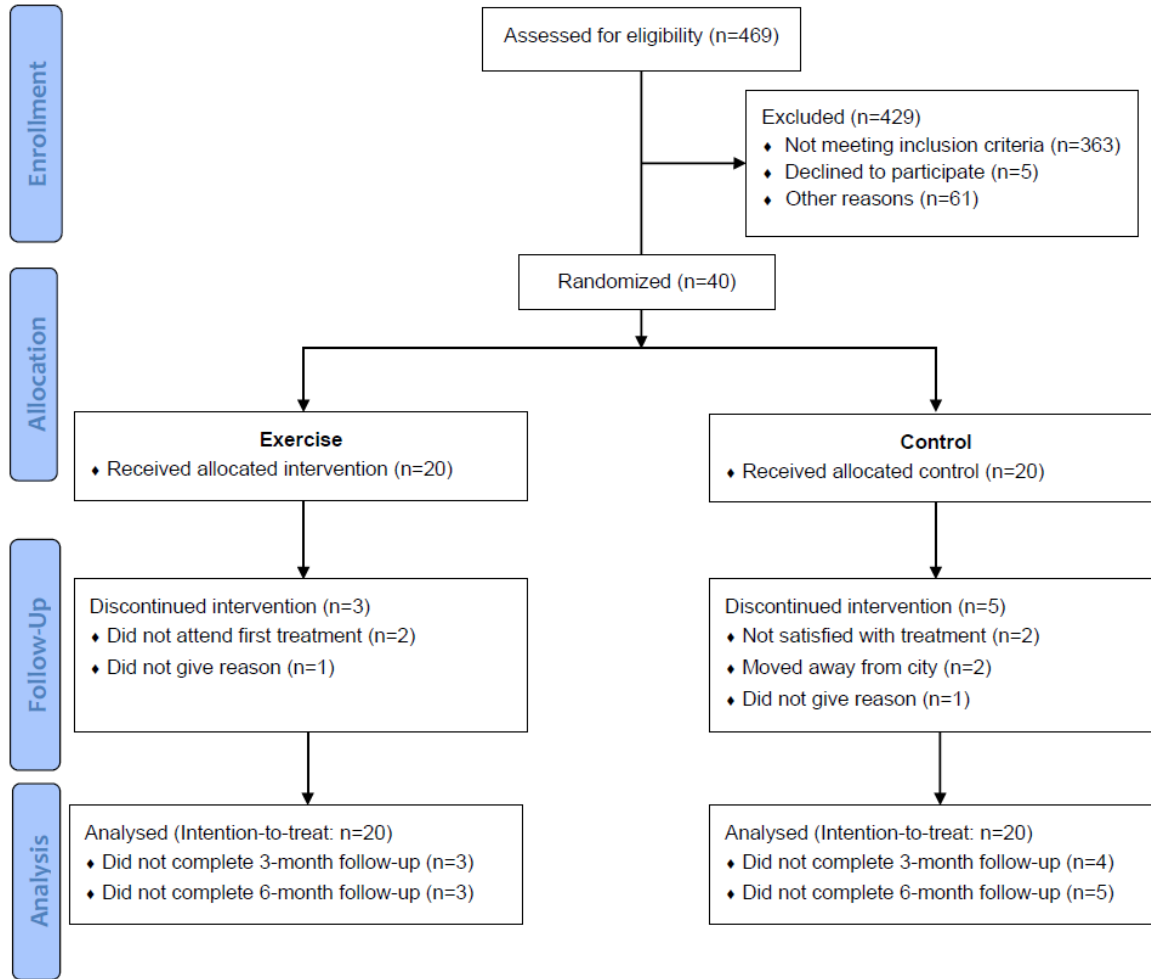 Enrollment
Assessed for eligibility (n=469)
Excluded (n=429)
♦ Not meeting inclusion criteria (n=363)
♦ Declined to participate (n=5)
♦ Other reasons (n=61)
Randomized (n=40)
Allocation
Exercise
♦ Received allocated intervention (n=20)
Control
♦ Received allocated control (n=20)
Follow-Up
Discontinued intervention (n=3)
♦ Did not attend first treatment (n=2)
♦ Did not give reason (n=1)
Discontinued intervention (n=5)
♦ Not satisfied with treatment (n=2)
♦ Moved away from city (n=2)
♦ Did not give reason (n=1)
Analysis
Analysed (Intention-to-treat: n=20)
♦ Did not complete 3-month follow-up (n=3)
♦ Did not complete 6-month follow-up (n=3)
Analysed (Intention-to-treat: n=20)
♦ Did not complete 3-month follow-up (n=4)
♦ Did not complete 6-month follow-up (n=5)